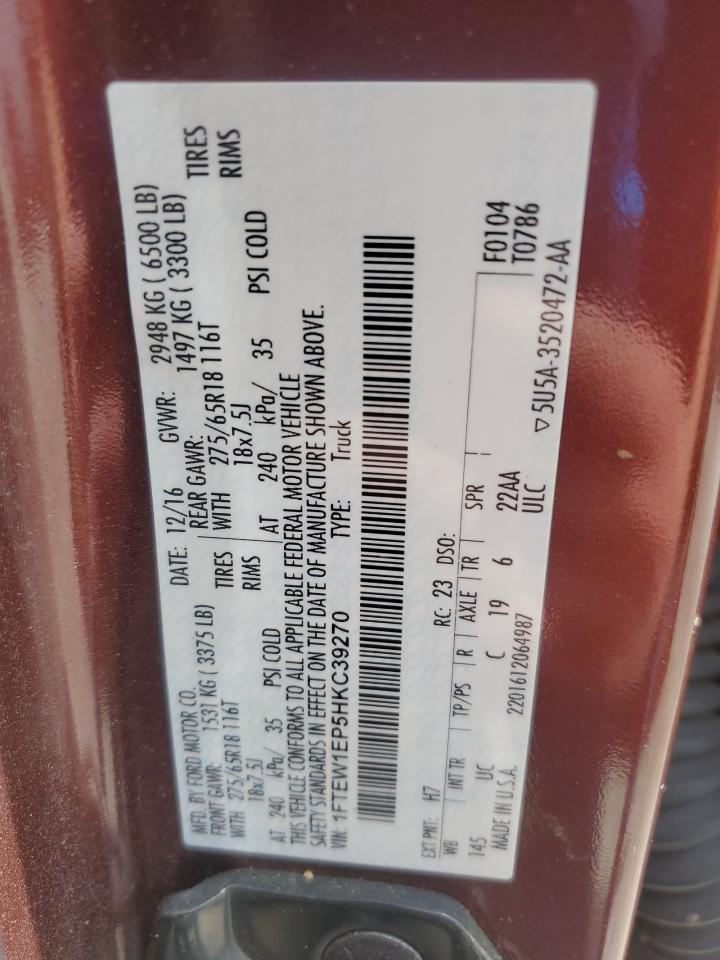 MFD. BY FORD MOTOR CO.
DATE: 12/16 GVWR: 2948 KG ( 6500 LB)
FRONT GAWR: 1531 KG ( 3375 LB)
REAR GAWR: 1497 KG ( 3300 LB)
WITH 275/65R18 116T TIRES
WITH 275/65R18 116T TIRES
18x7.5J RIMS
18x7.5J RIMS
AT 240 kPa/ 35 PSI COLD
AT 240 kPa/ 35 PSI COLD
THIS VEHICLE CONFORMS TO ALL APPLICABLE FEDERAL MOTOR VEHICLE
SAFETY STANDARDS IN EFFECT ON THE DATE OF MANUFACTURE SHOWN ABOVE.
VIN: 1FTEW1EP5HKC39270 TYPE: Truck
EXT PNT: H7 RC: 23 DSO:
WB INT TR TP/PS R AXLE TR SPR
F0104
T0786
145 UC C 19 6 22AA
MADE IN U.S.A. 2201612064987 ULC
▽5U5A-3520472-AA